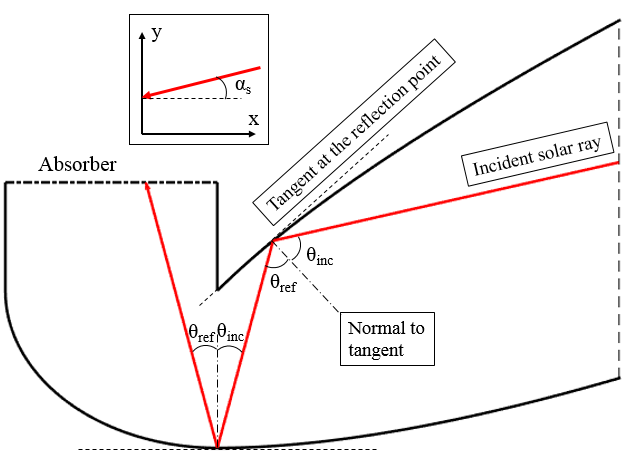 y
αs
x
Absorber
Tangent at the reflection point
Incident solar ray
θinc
θref
θref θinc
Normal to
tangent